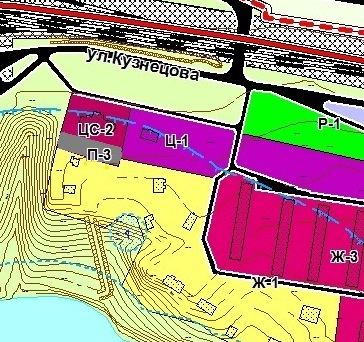 ул.Кузнецова
Р-1
ЦС-2
Ц-1
П-3
Ж-3
Ж-1